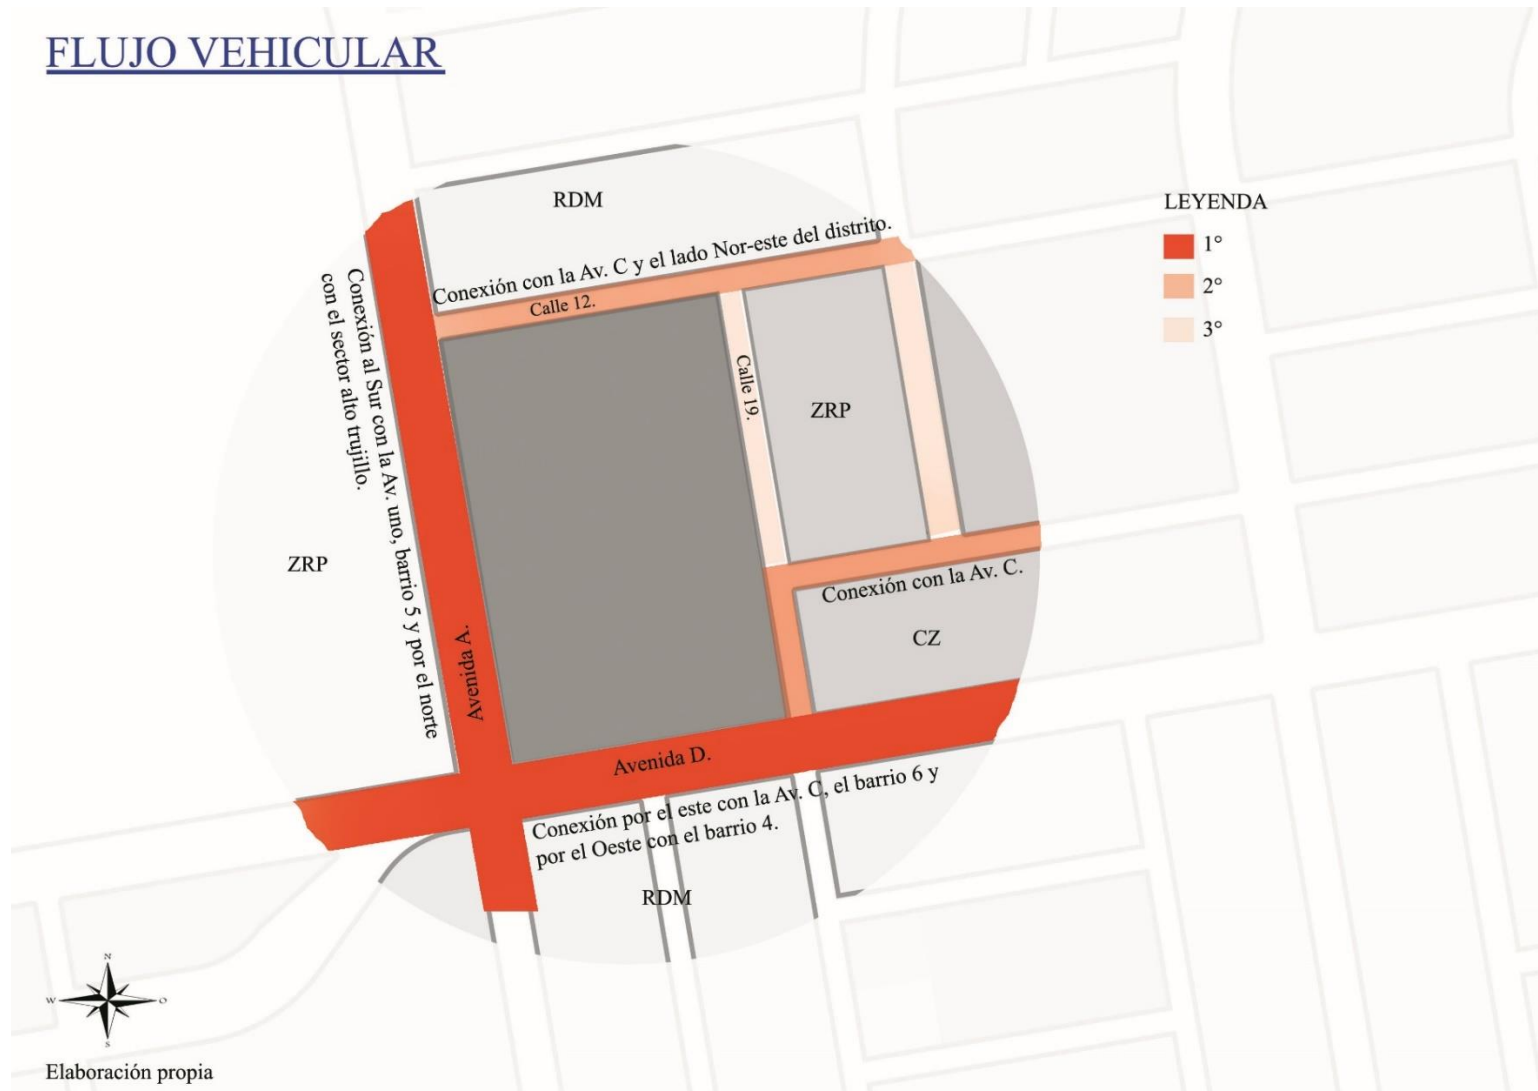 FLUJO VEHICULAR
RDM
LEYENDA
1°
2°
3°
Conexión con la Av. C y el lado Nor-este del distrito.
Calle 12.
Conexión al Sur con la Av. uno, barrio 5 y por el norte
con el sector alto trujillo.
Calle 19.
ZRP
ZRP
Conexión con la Av. C.
CZ
Avenida A.
Avenida D.
Conexión por el este con la Av. C, el barrio 6 y
por el Oeste con el barrio 4.
RDM
N
W
O
S
Elaboración propia